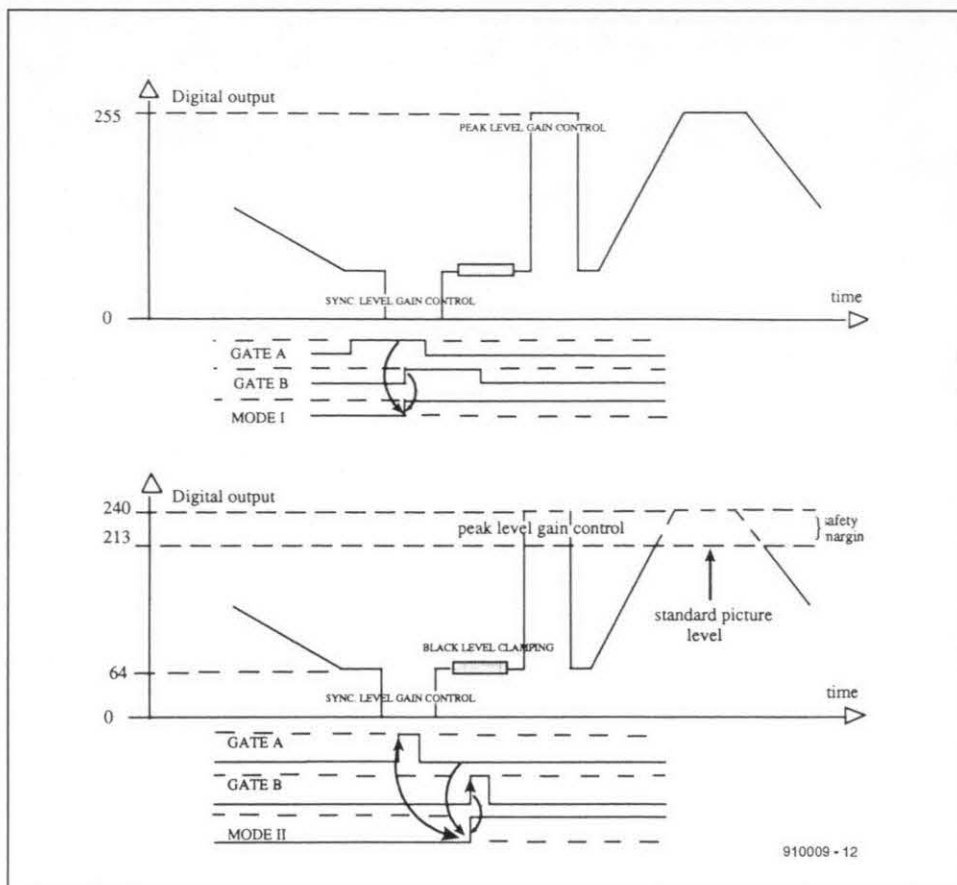 Digital output
255
PEAK LEVEL GAIN CONTROL
SYNC. LEVEL GAIN CONTROL
time
0
GATE A
GATE B
MODE I
Digital output
240
safety
margin
peak level gain control
213
standard picture
level
BLACK LEVEL CLAMPING
64
SYNC. LEVEL GAIN CONTROL
time
0
GATE A
GATE B
MODE II
910009 - 12